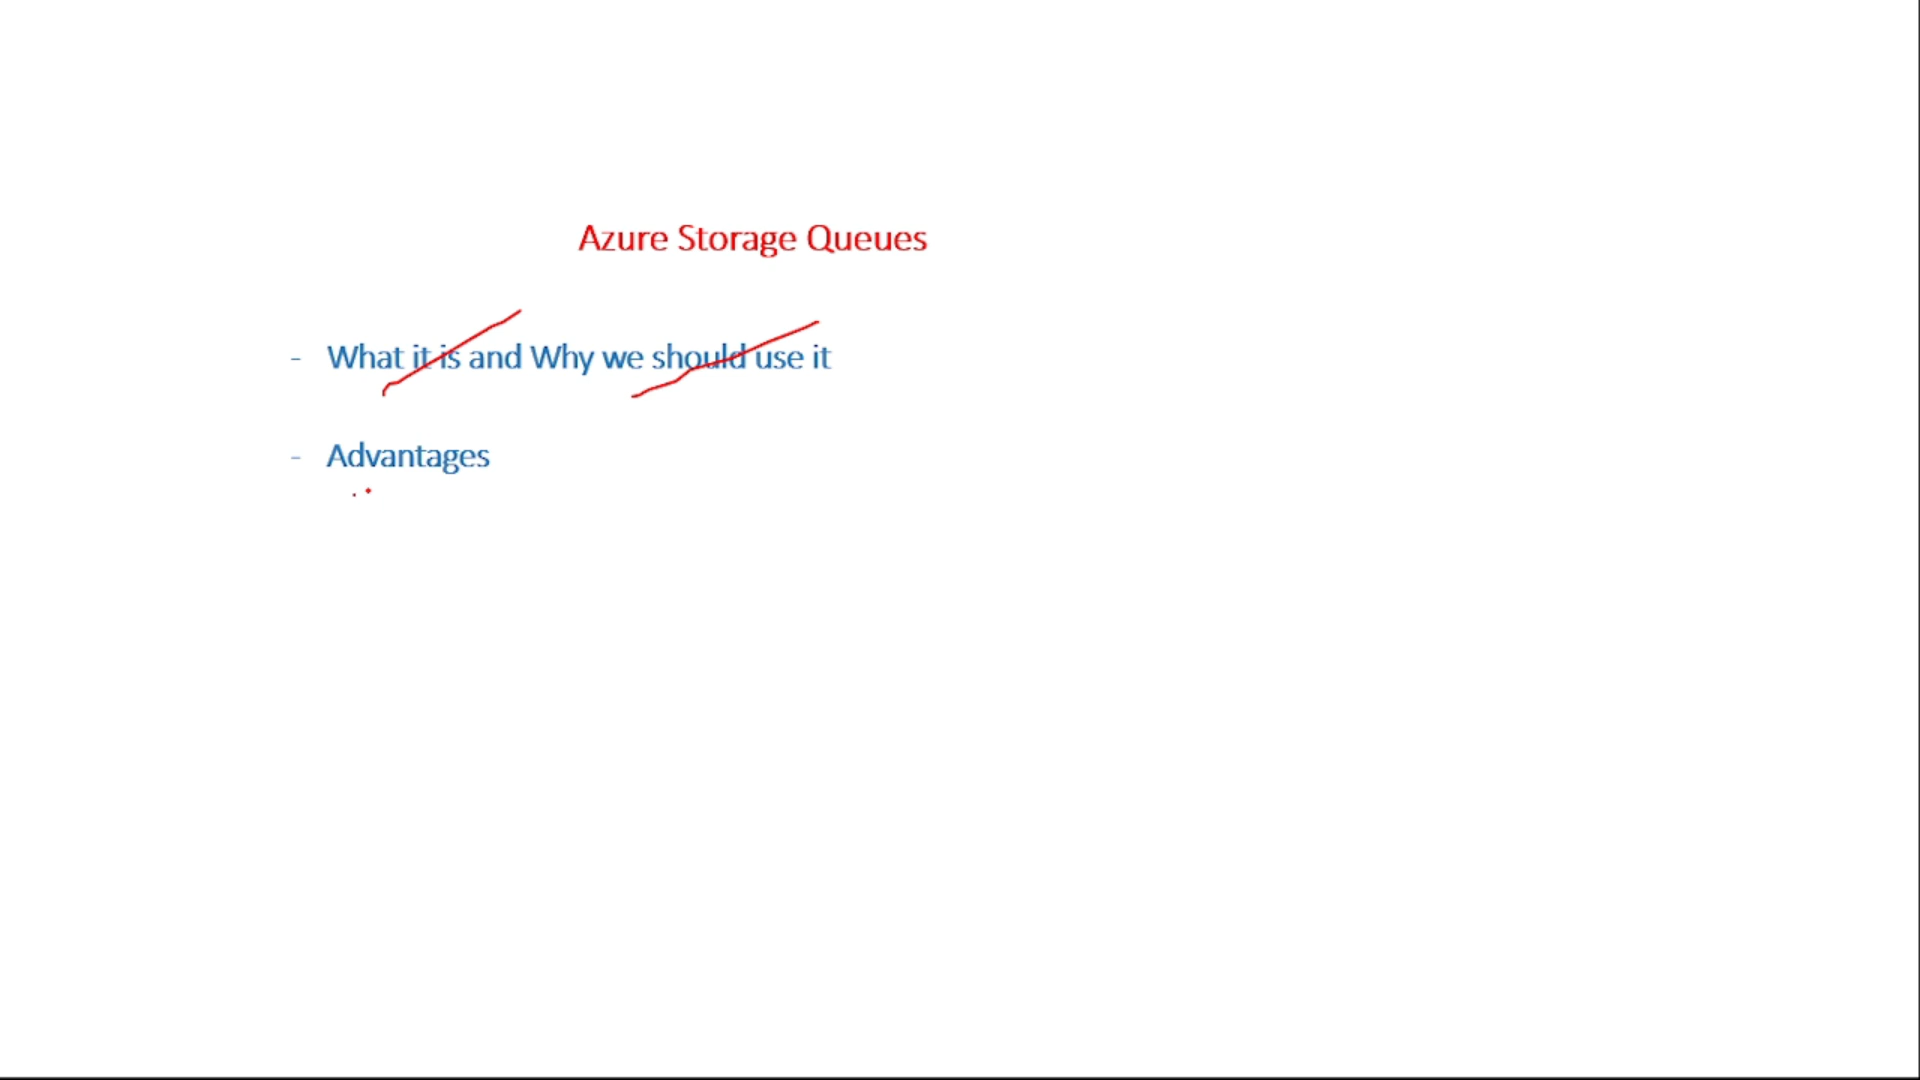 Azure Storage Queues
- What it is and Why we should use it
- Advantages